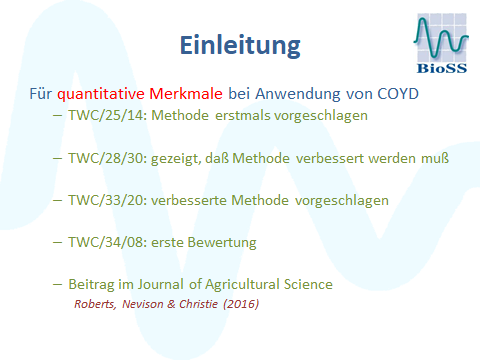 Einleitung
BioSS
Für quantitative Merkmale bei Anwendung von COYD
– TWC/25/14: Methode erstmals vorgeschlagen
– TWC/28/30: gezeigt, daß Methode verbessert werden muß
– TWC/33/20: verbesserte Methode vorgeschlagen
– TWC/34/08: erste Bewertung
– Beitrag im Journal of Agricultural Science
Roberts, Nevison & Christie (2016)